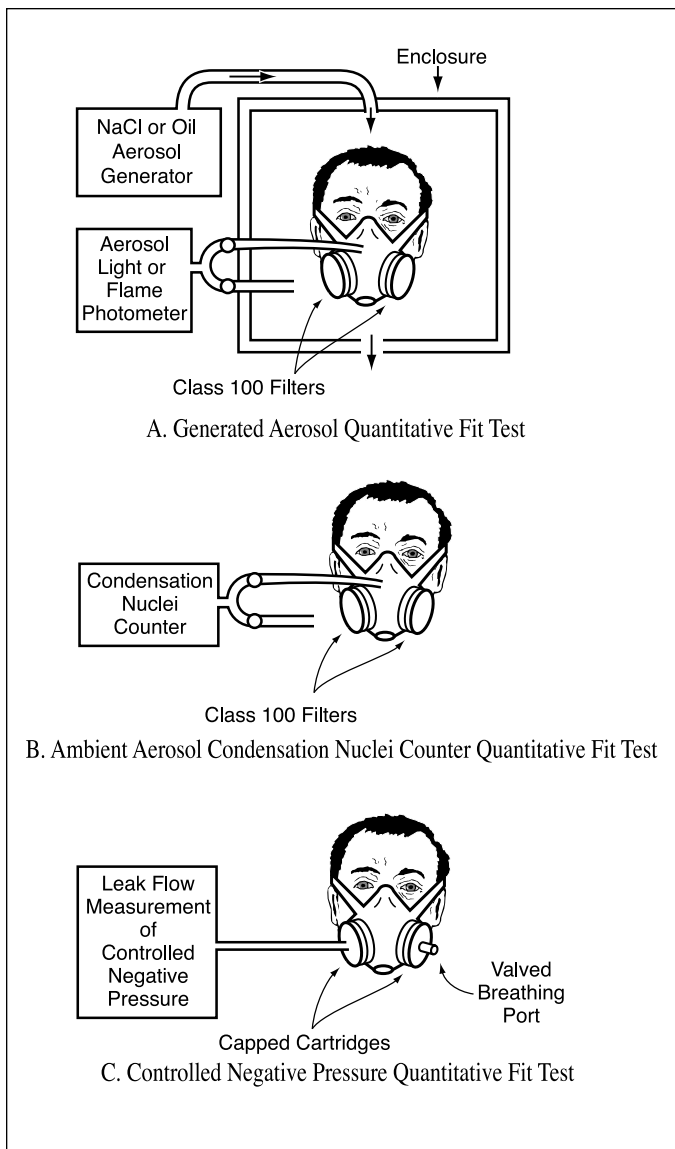 Enclosure
NaCl or Oil
Aerosol
Generator
Aerosol
Light or
Flame
Photometer
Class 100 Filters
A. Generated Aerosol Quantitative Fit Test
Condensation
Nuclei
Counter
Class 100 Filters
B. Ambient Aerosol Condensation Nuclei Counter Quantitative Fit Test
Leak Flow
Measurement
of
Controlled
Negative
Pressure
Valved
Breathing
Port
Capped Cartridges
C. Controlled Negative Pressure Quantitative Fit Test